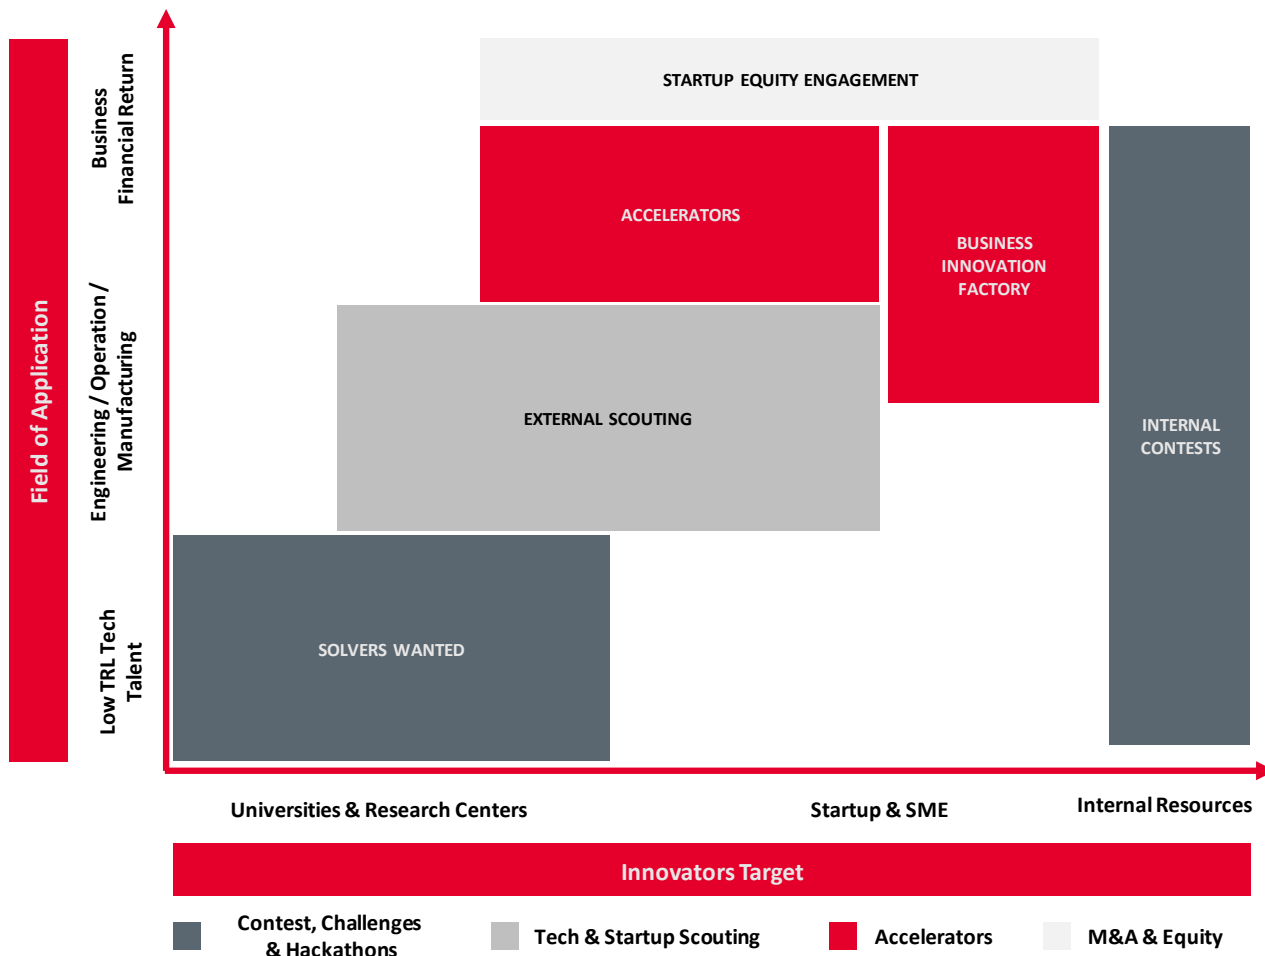 Field of Application
Business
Financial Return
Engineering / Operation /
Manufacturing
Low TRL Tech
Talent
STARTUP EQUITY ENGAGEMENT
ACCELERATORS
BUSINESS
INNOVATION
FACTORY
EXTERNAL SCOUTING
INTERNAL
CONTESTS
SOLVERS WANTED
Universities & Research Centers
Startup & SME
Internal Resources
Innovators Target
Contest, Challenges
& Hackathons
Tech & Startup Scouting
Accelerators
M&A & Equity